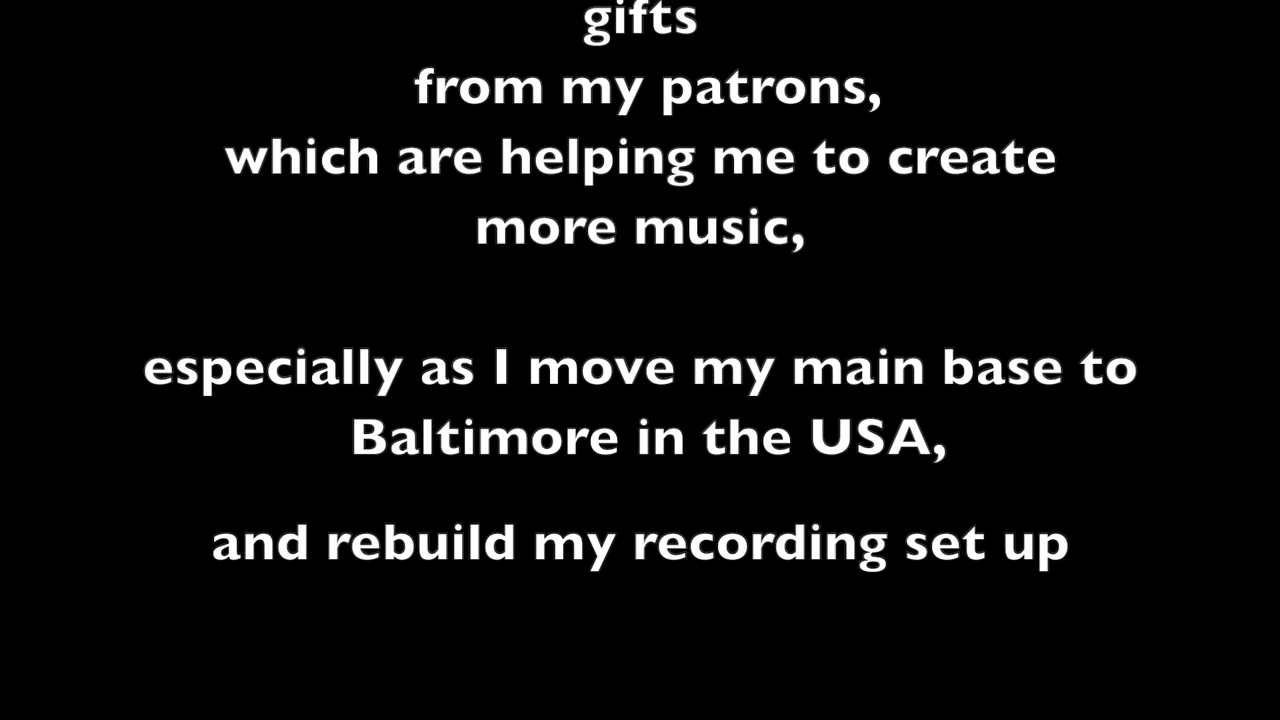 gifts
from my patrons,
which are helping me to create
more music,
especially as I move my main base to
Baltimore in the USA,
and rebuild my recording set up